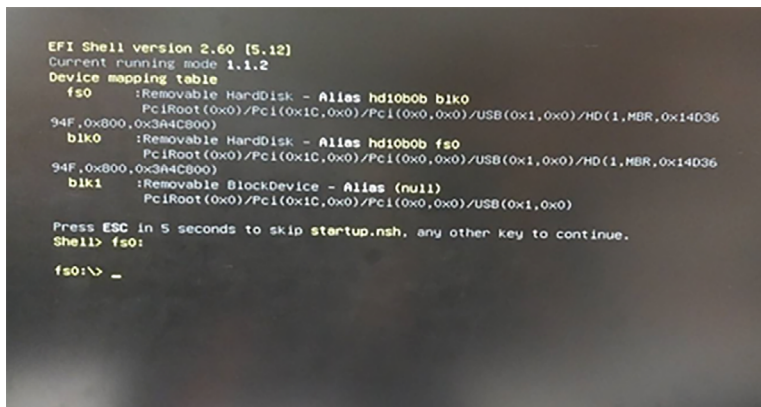 EFI Shell version 2.60 [5.12]
Current running mode 1.1.2
Device mapping table
fs0 :Removable HardDisk - Alias hd10b0b blk0
PciRoot(0x0)/Pci(0x1C,0x0)/Pci(0x0,0x0)/USB(0x1,0x0)/HD(1,MBR,0x14D36
94F,0x800,0x3A4C800)
blk0 :Removable HardDisk - Alias hd10b0b fs0
PciRoot(0x0)/Pci(0x1C,0x0)/Pci(0x0,0x0)/USB(0x1,0x0)/HD(1,MBR,0x14D36
94F,0x800,0x3A4C800)
blk1 :Removable BlockDevice - Alias (null)
PciRoot(0x0)/Pci(0x1C,0x0)/Pci(0x0,0x0)/USB(0x1,0x0)
Press ESC in 5 seconds to skip startup.nsh, any other key to continue.
Shell> fs0:
fs0:\> _